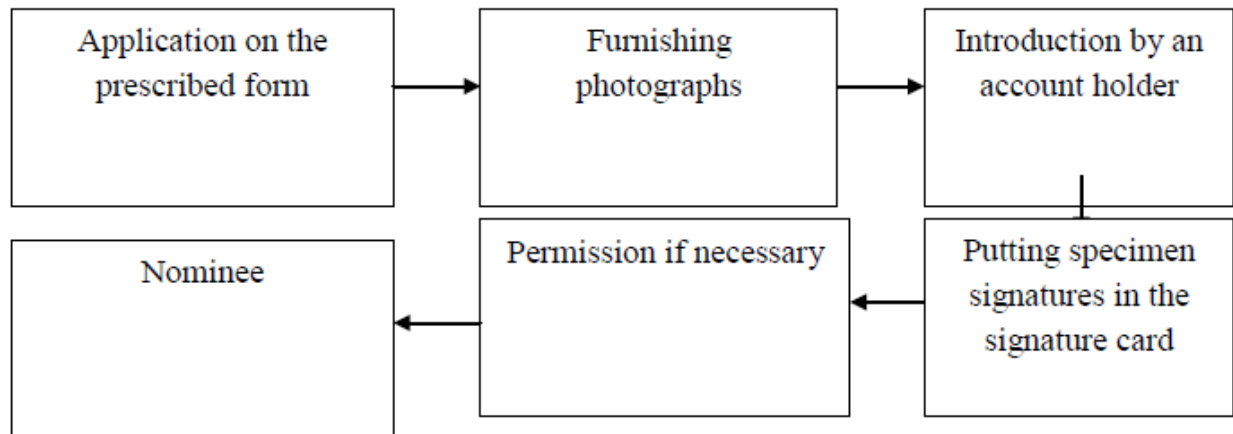 Application on the
prescribed form
Furnishing
photographs
Introduction by an
account holder
Putting specimen
signatures in the
signature card
Permission if necessary
Nominee